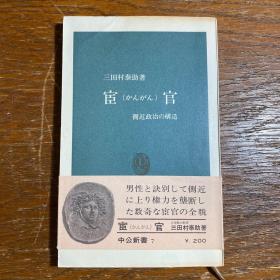 三田村泰助著
宦(かんがん)官
側近政治の構造
男性と訣別して側近
に上り権力を壟断し
た数奇な宦官の全貌
宦(かんがん)官
三田村泰助著
中公新書 7
¥ 200